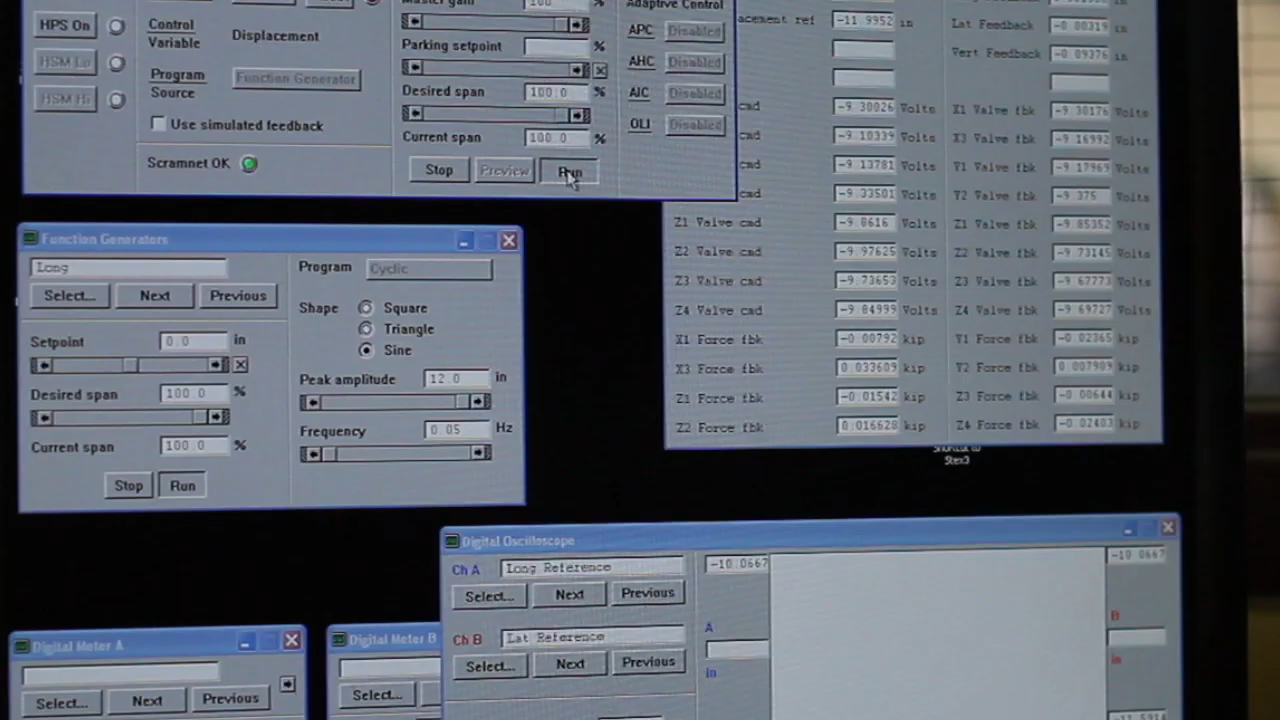 HPS On
HSM Lo
HSM Hi
Control
Variable
Displacement
Program
Source
Function Generator
Use simulated feedback
Scramnet OK
Master gain
%
Parking setpoint
%
Desired span
100.0
%
Current span
100.0
%
Stop
Preview
Run
Adaptive Control
APC
Disabled
AHC
Disabled
AIC
Disabled
OLI
Disabled
acement ref
-11.9952
in
cmd
-9.30026
Volts
cmd
-9.10339
Volts
cmd
-9.13781
Volts
cmd
-9.33501
Volts
Z1 Valve cmd
-9.8616
Volts
Z2 Valve cmd
-9.97625
Volts
Z3 Valve cmd
-9.73653
Volts
Z4 Valve cmd
-9.84999
Volts
X1 Force fbk
-0.00792
kip
X3 Force fbk
0.033609
kip
Z1 Force fbk
-0.01542
kip
Z2 Force fbk
0.016628
kip
Lat Feedback
-0.00319
in
Vert Feedback
-0.09376
in
X1 Valve fbk
-9.30176
Volts
X3 Valve fbk
-9.16992
Volts
Y1 Valve fbk
-9.17969
Volts
Y2 Valve fbk
-9.375
Volts
Z1 Valve fbk
-9.85352
Volts
Z2 Valve fbk
-9.73145
Volts
Z3 Valve fbk
-9.67773
Volts
Z4 Valve fbk
-9.69727
Volts
Y1 Force fbk
-0.02365
kip
Y2 Force fbk
0.007909
kip
Z3 Force fbk
-0.00644
kip
Z4 Force fbk
-0.02403
kip
Shortcut to
Stex3
Function Generators
Long
Select...
Next
Previous
Setpoint
0.0
in
Desired span
100.0
%
Current span
100.0
%
Stop
Run
Program
Cyclic
Shape
Square
Triangle
Sine
Peak amplitude
12.0
in
Frequency
0.05
Hz
Digital Oscilloscope
Ch A
Long Reference
Select...
Next
Previous
Ch B
Lat Reference
Select...
Next
Previous
-10.0667
A
in
-10.0667
B
in
Digital Meter A
Select...
Next
Previous
Digital Meter B
Select...